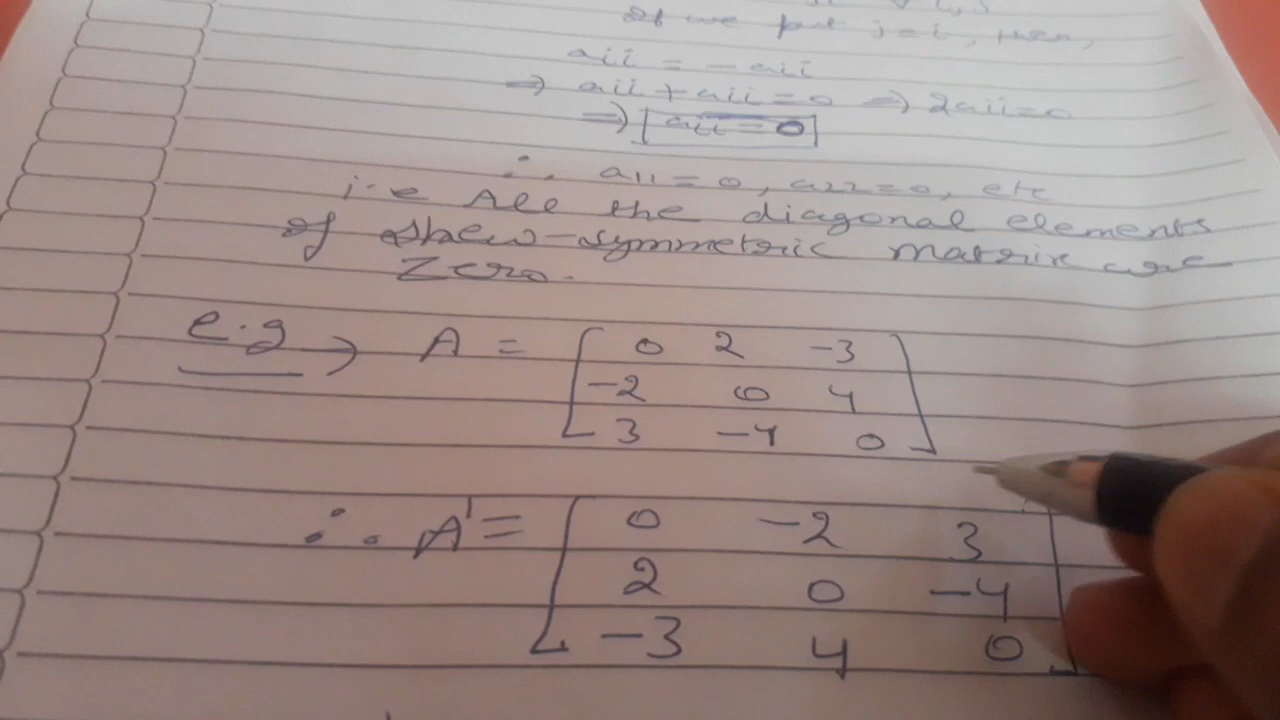 If we put j=i, then,
aii = -aii
⇒ aii + aii = 0 ⇒ 2aii=0
⇒ aii = 0
∴ a11=0, a22=0, etc
i.e All the diagonal elements
of skew-symmetric matrix are
Zero.
e.g → A = [ 0 2 -3
-2 0 4
3 -4 0 ]
∴ A' = [ 0 -2 3
2 0 -4
-3 4 0 ]